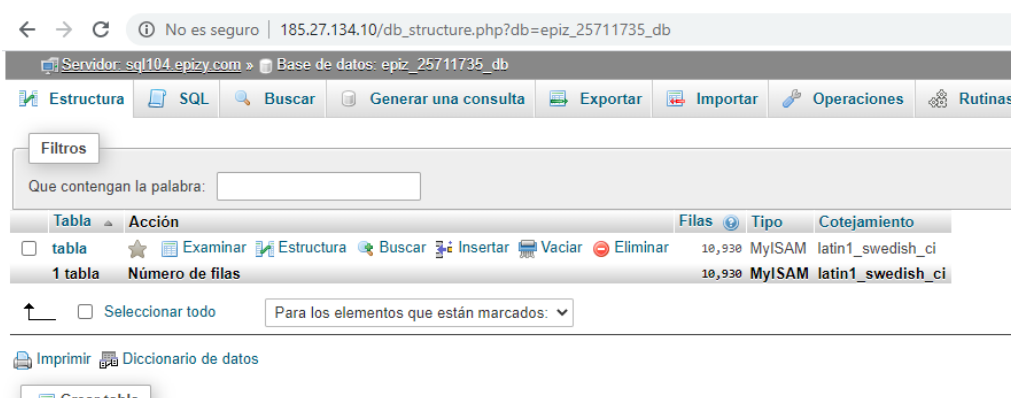 No es seguro | 185.27.134.10/db_structure.php?db=epiz_25711735_db
Servidor: sql104.epizy.com » Base de datos: epiz_25711735_db
Estructura SQL Buscar Generar una consulta Exportar Importar Operaciones Rutinas
Filtros
Que contengan la palabra:
Tabla Acción Filas Tipo Cotejamiento
tabla Examinar Estructura Buscar Insertar Vaciar Eliminar 10,930 MyISAM latin1_swedish_ci
1 tabla Número de filas 10,930 MyISAM latin1_swedish_ci
Seleccionar todo Para los elementos que están marcados:
Imprimir Diccionario de datos
Crear tabla